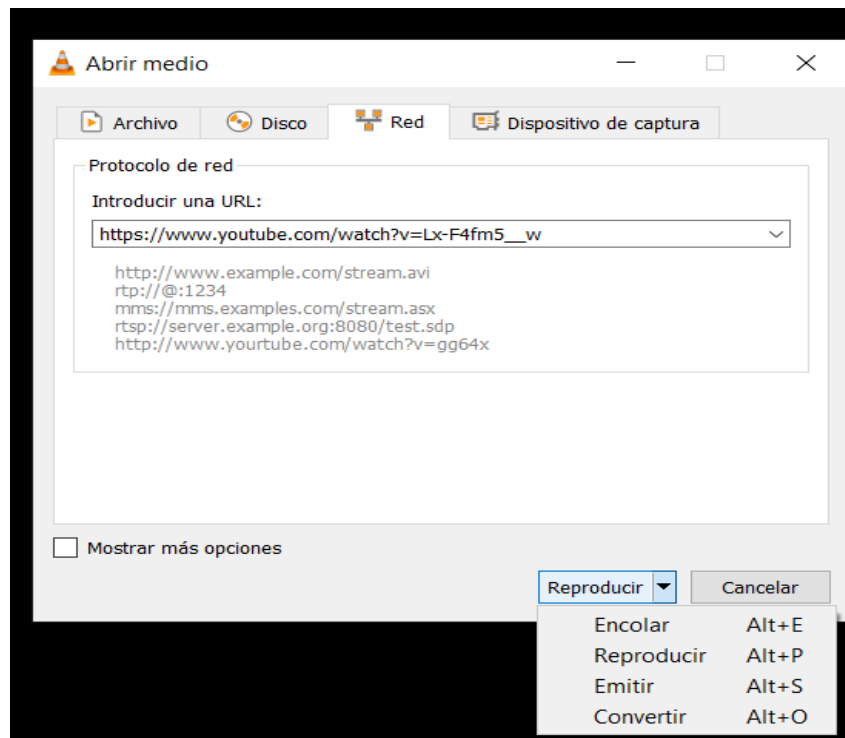 Abrir medio
Archivo Disco Red Dispositivo de captura
Protocolo de red
Introducir una URL:
https://www.youtube.com/watch?v=Lx-F4fm5__w
http://www.example.com/stream.avi
rtp://@:1234
mms://mms.examples.com/stream.asx
rtsp://server.example.org:8080/test.sdp
http://www.yourtube.com/watch?v=gg64x
Mostrar más opciones
Reproducir Cancelar
Encolar Alt+E
Reproducir Alt+P
Emitir Alt+S
Convertir Alt+O